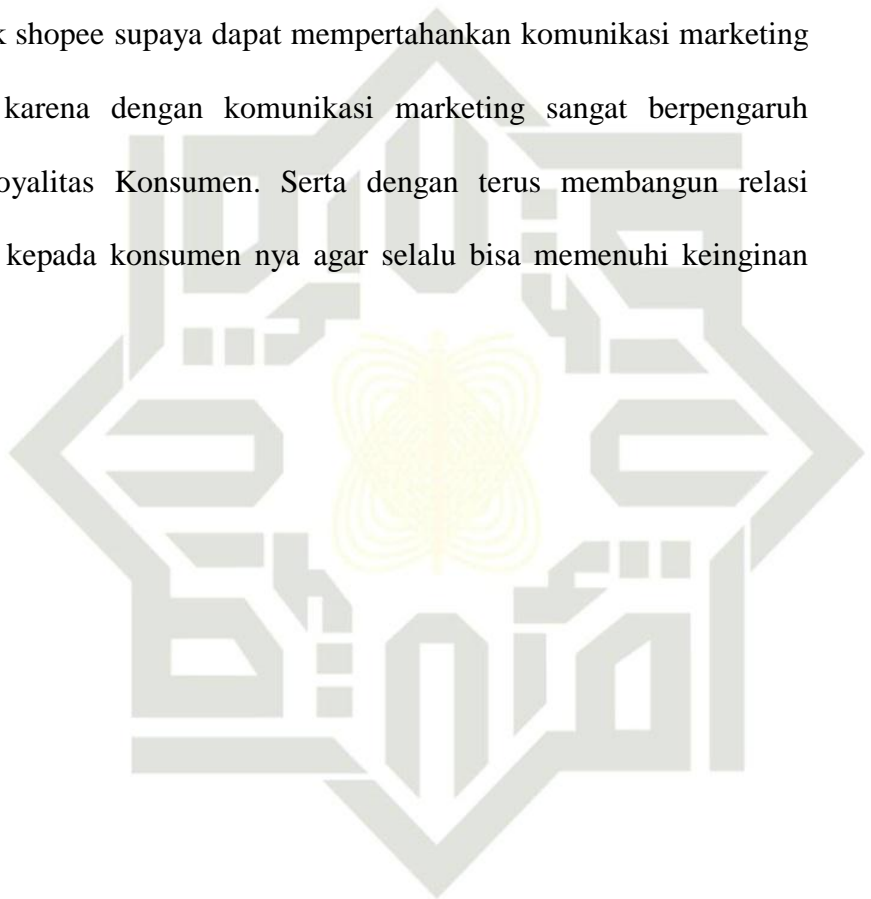 shopee supaya dapat mempertahankan komunikasi marketing
karena dengan komunikasi marketing sangat berpengaruh
oyalitas Konsumen. Serta dengan terus membangun relasi
kepada konsumen nya agar selalu bisa memenuhi keinginan